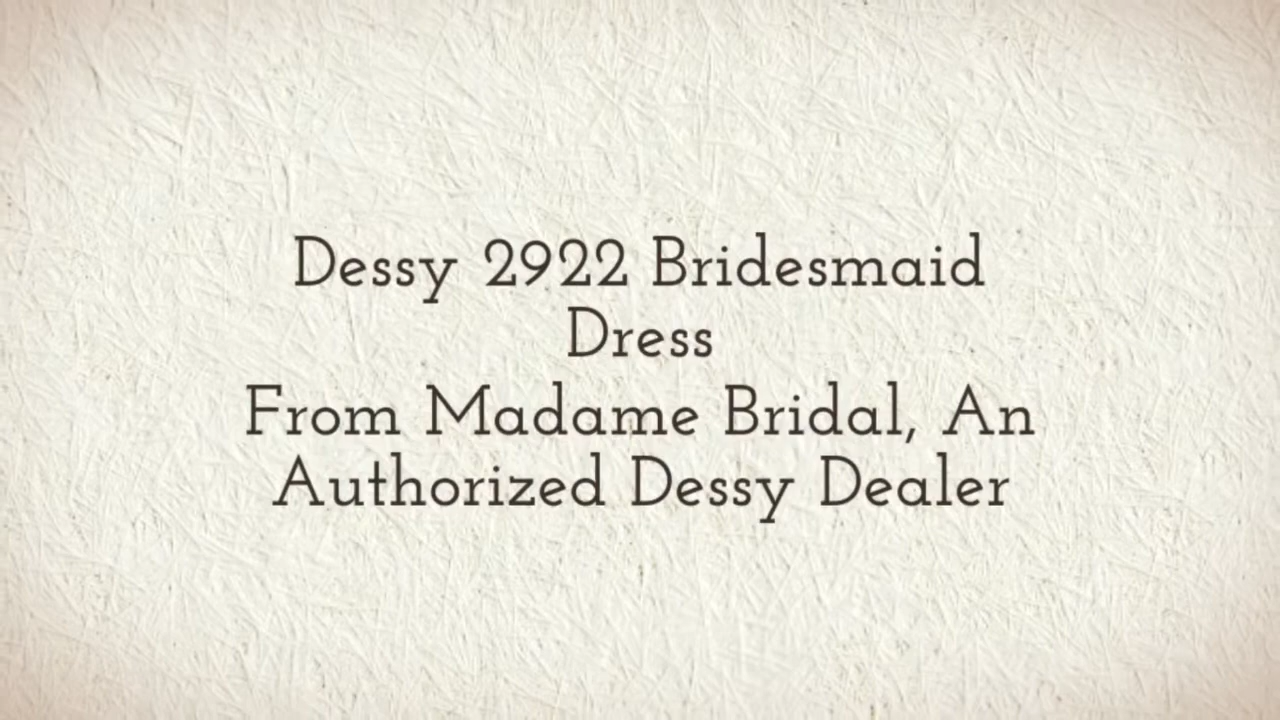 Dessy 2922 Bridesmaid
Dress
From Madame Bridal, An
Authorized Dessy Dealer